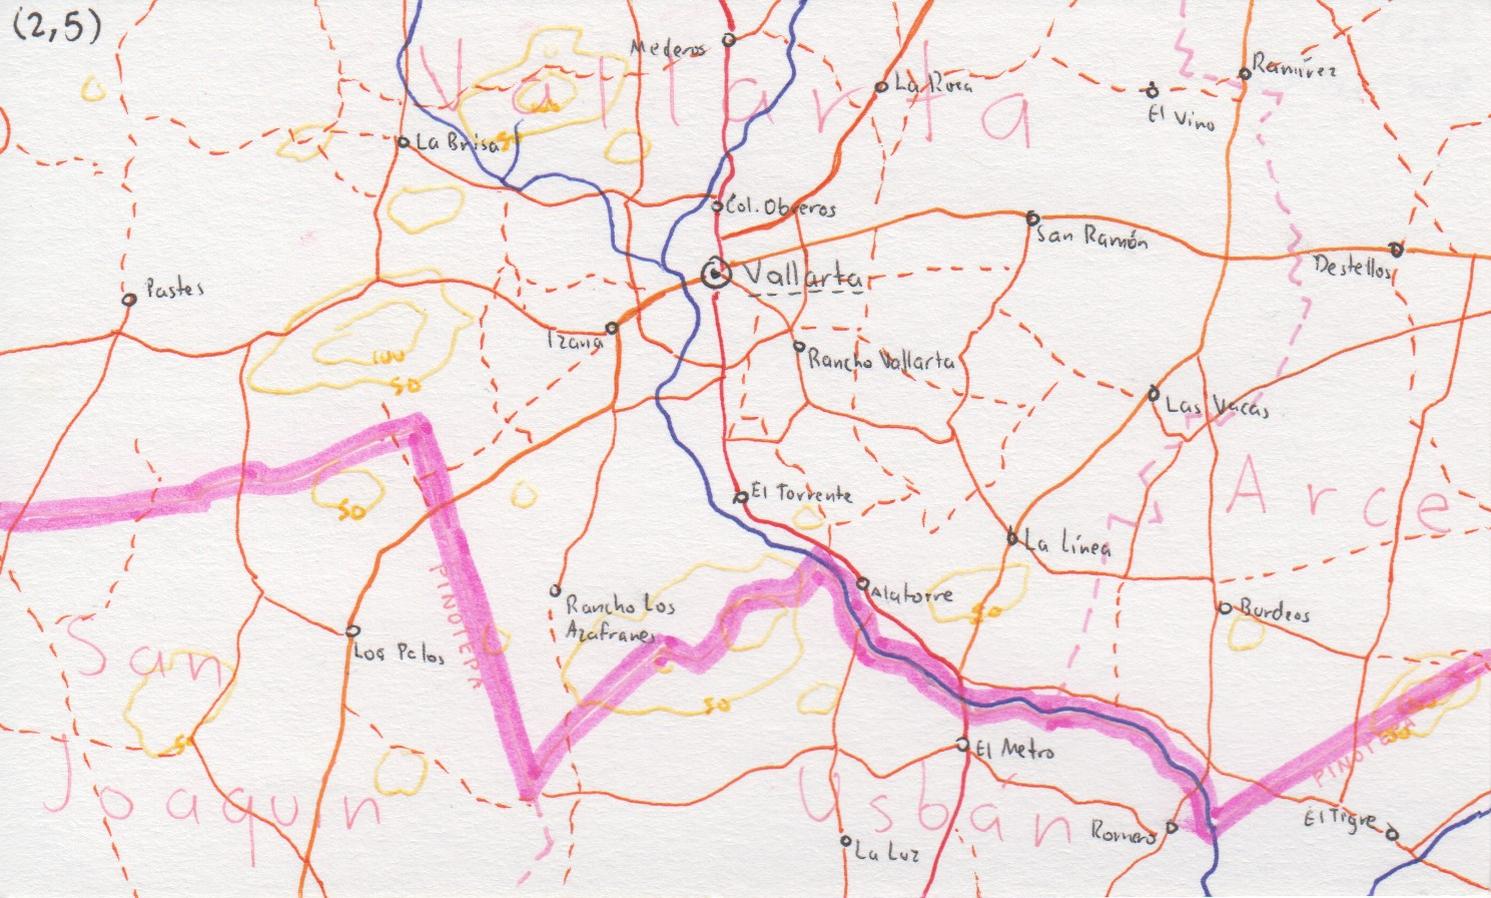 (2,5)
Mederos
Vallarta
La Roca
Ramírez
El Vino
La Brisa
50
Col. Obreros
San Ramón
Destellos
Vallarta
Pastes
Izana
100
50
Rancho Vallarta
Las Vacas
Arce
El Torrente
50
La Línea
PINOTEPA
Rancho Los
Azafranes
Alatorre
50
Burdeos
San
Los Palos
50
50
El Metro
PINOTEPA
Joaquín
Usbán
Romero
El Tigre
La Luz